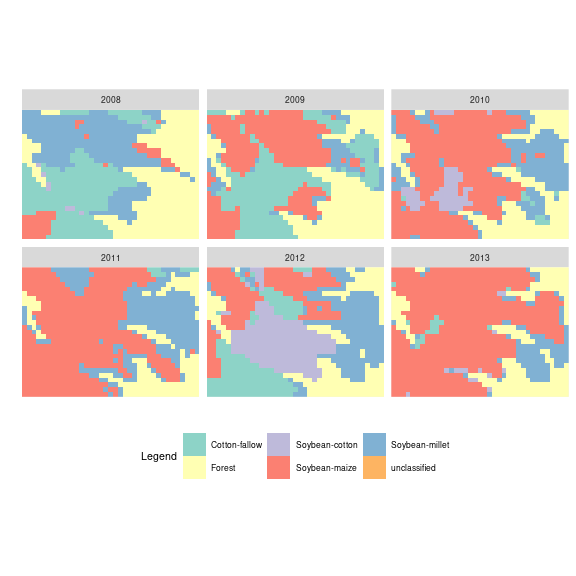 2008
2009
2010
2011
2012
2013
Legend
Cotton-fallow
Soybean-cotton
Soybean-millet
Forest
Soybean-maize
unclassified